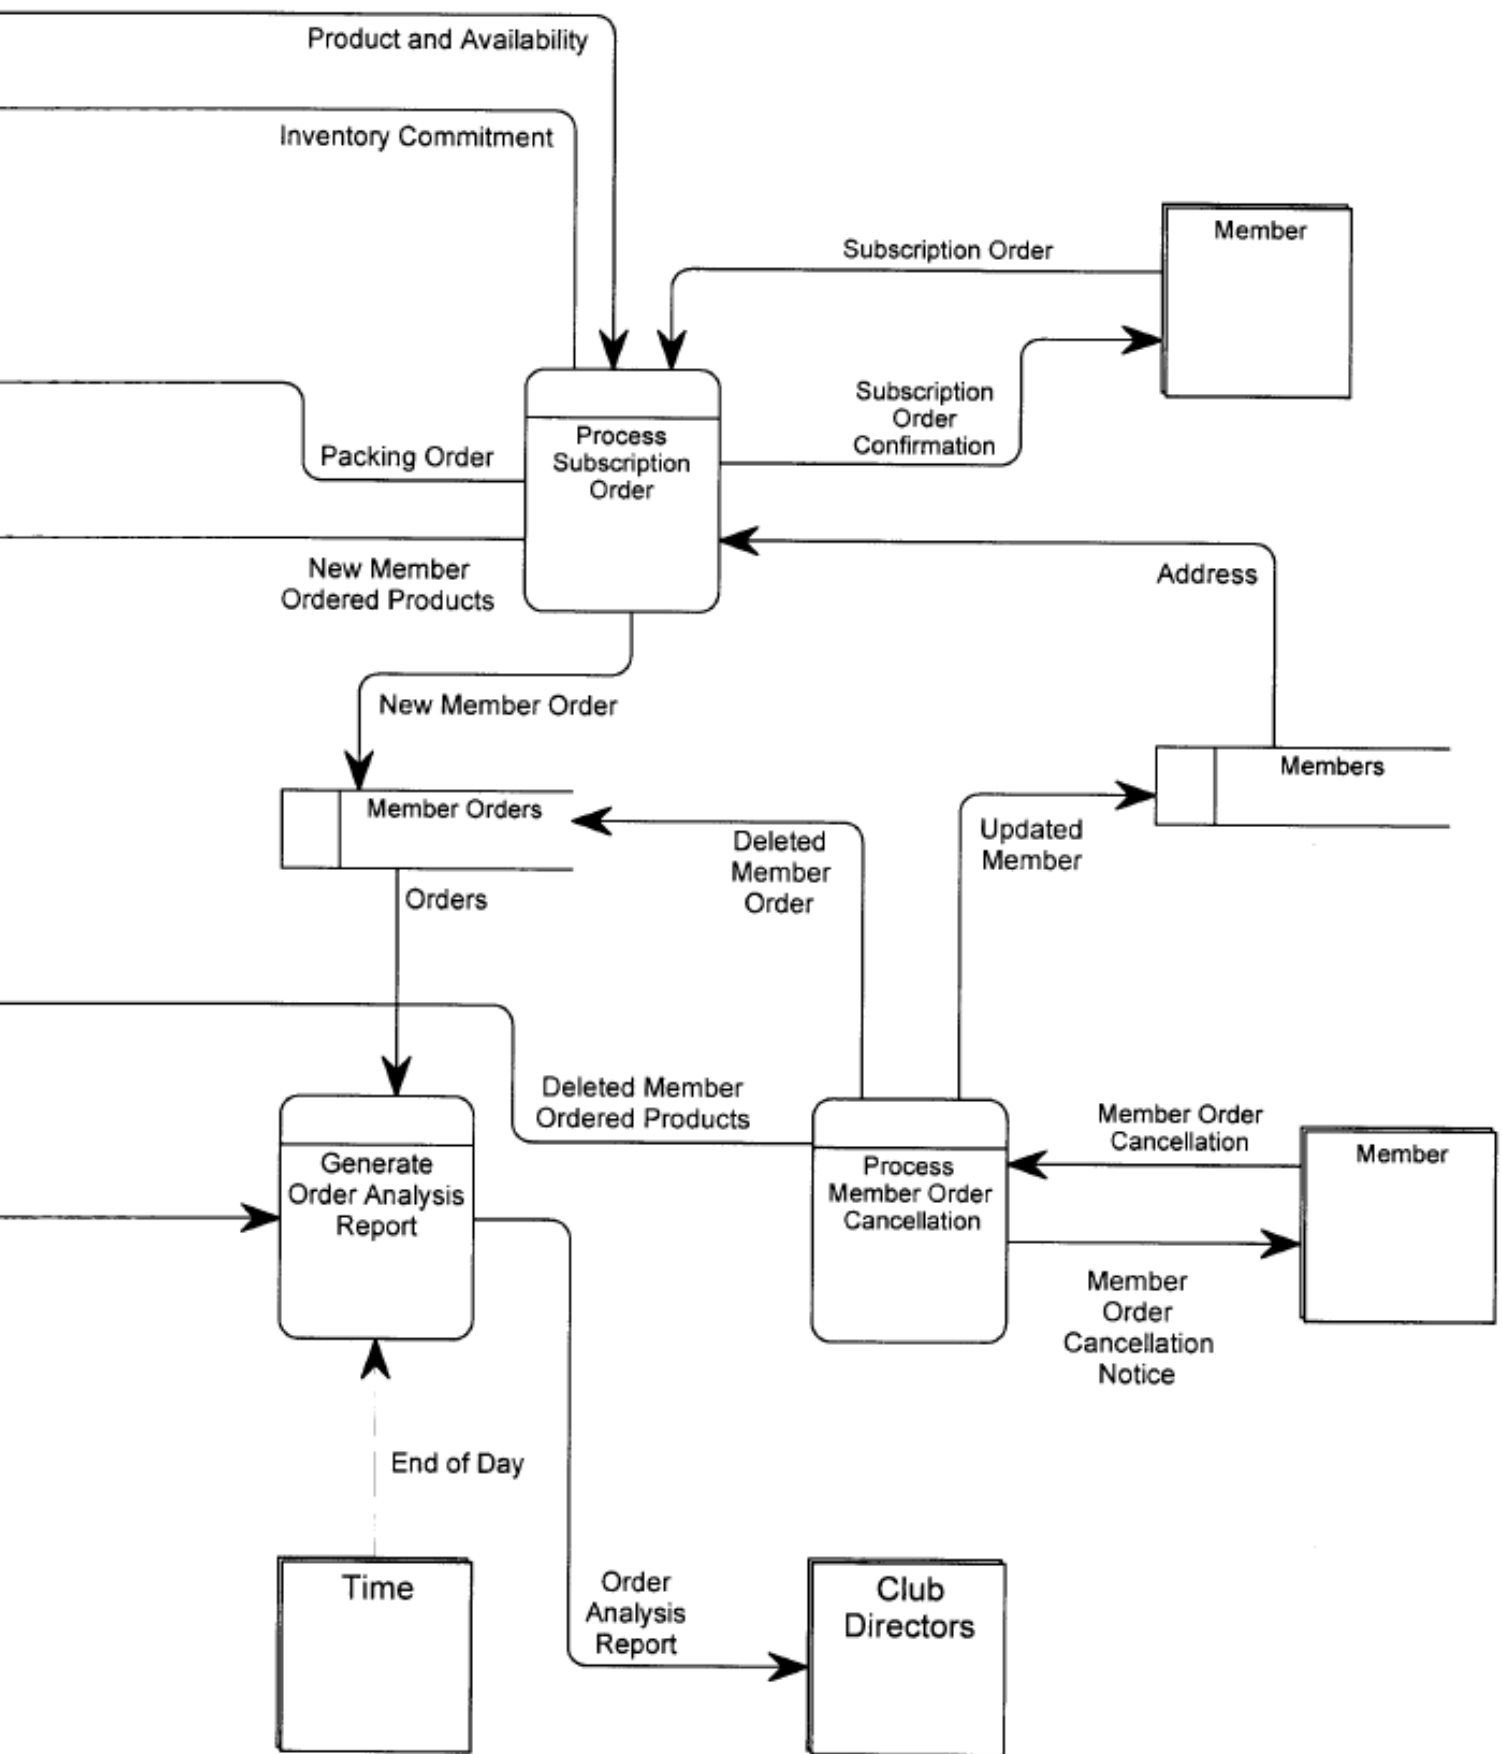 Product and Availability
Inventory Commitment
Member
Subscription Order
Subscription
Order
Confirmation
Process
Subscription
Order
Packing Order
New Member
Ordered Products
Address
New Member Order
Members
Member Orders
Deleted
Member
Order
Updated
Member
Orders
Deleted Member
Ordered Products
Member Order
Cancellation
Member
Generate
Order Analysis
Report
Process
Member Order
Cancellation
Member
Order
Cancellation
Notice
End of Day
Time
Order
Analysis
Report
Club
Directors